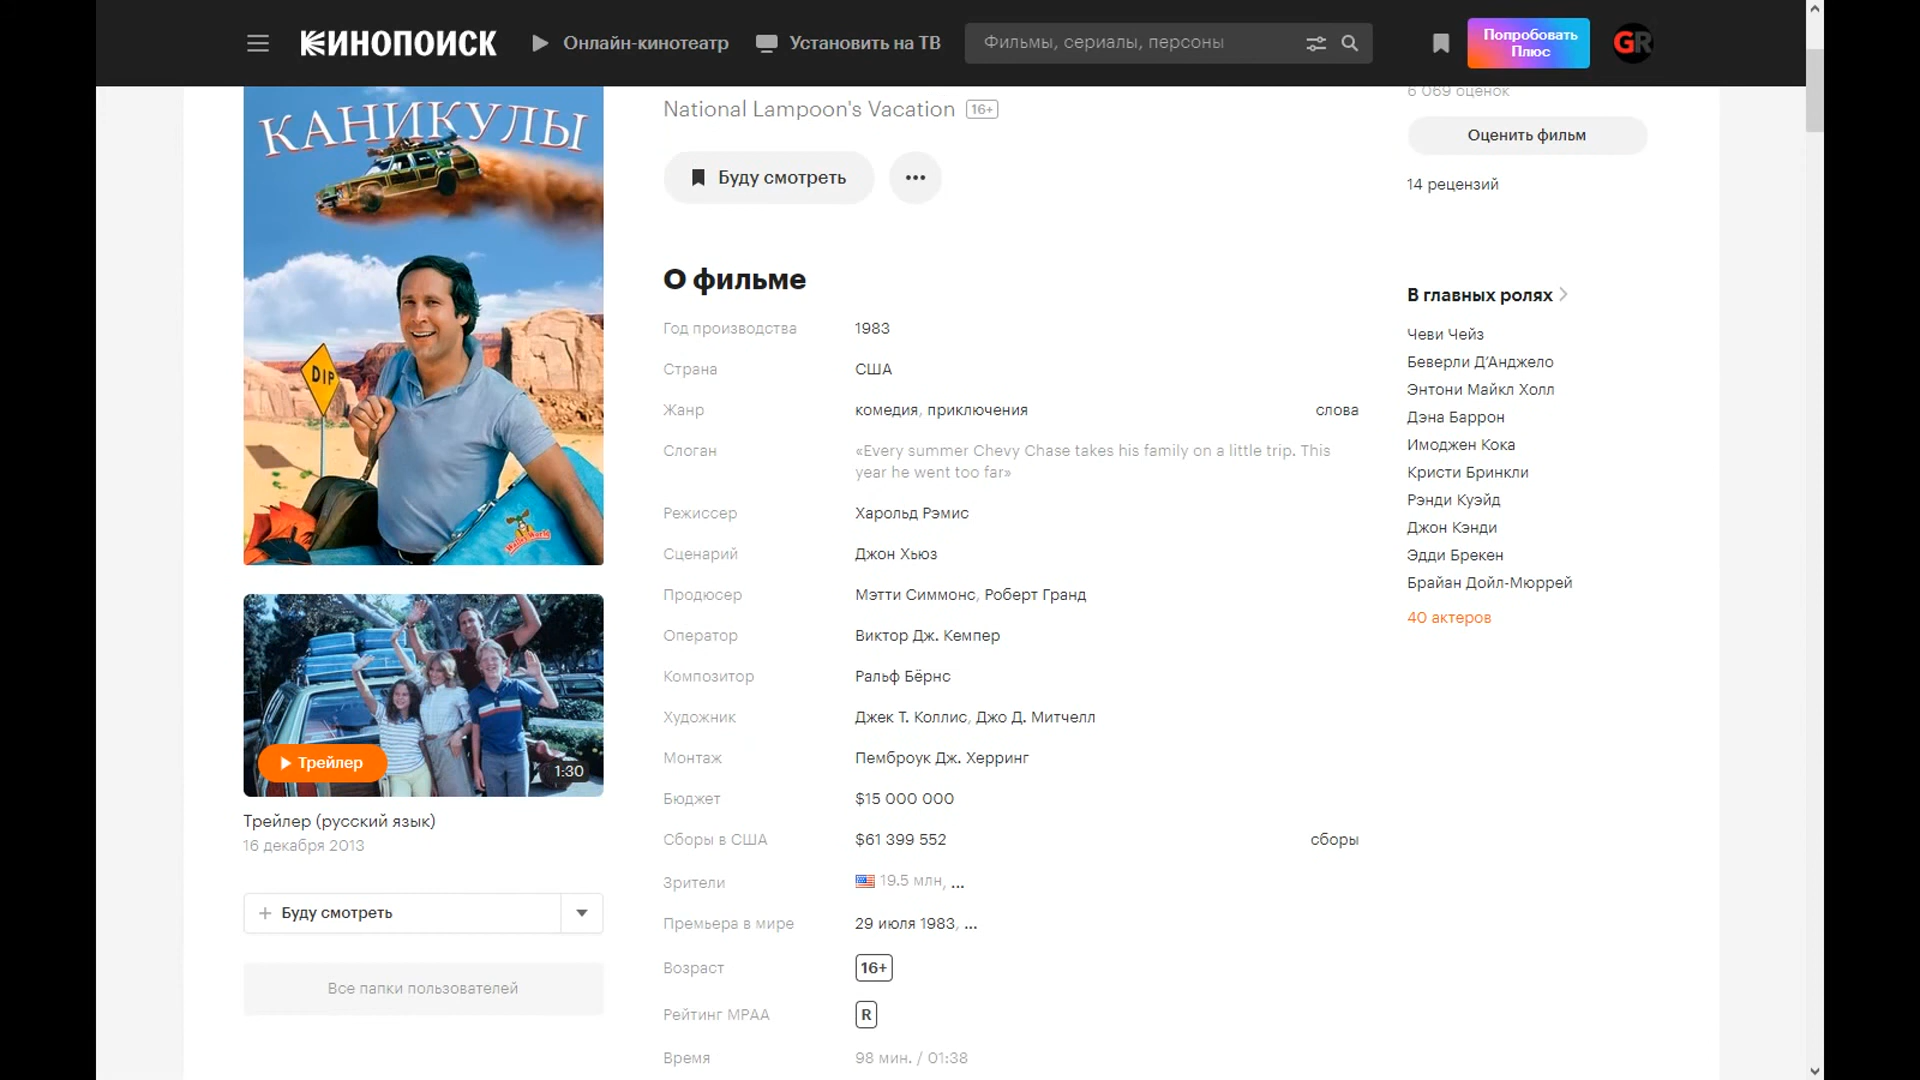 КИНОПОИСК
Онлайн-кинотеатр
Установить на ТВ
Фильмы, сериалы, персоны
Попробовать
Плюс
GR
КАНИКУЛЫ
DIP
Walley World
National Lampoon's Vacation 16+
Буду смотреть
О фильме
Год производства 1983
Страна США
Жанр комедия, приключения слова
Слоган «Every summer Chevy Chase takes his family on a little trip. This
year he went too far»
Режиссер Харольд Рэмис
Сценарий Джон Хьюз
Продюсер Мэтти Симмонс, Роберт Гранд
Оператор Виктор Дж. Кемпер
Композитор Ральф Бёрнс
Художник Джек Т. Коллис, Джо Д. Митчелл
Монтаж Пемброук Дж. Херринг
Бюджет $15 000 000
Сборы в США $61 399 552 сборы
Зрители 19.5 млн, ...
Премьера в мире 29 июля 1983, ...
Возраст 16+
Рейтинг MPAA R
Время 98 мин. / 01:38
6 069 оценок
Оценить фильм
14 рецензий
В главных ролях
Чеви Чейз
Беверли Д’Анджело
Энтони Майкл Холл
Дэна Баррон
Имоджен Кока
Кристи Бринкли
Рэнди Куэйд
Джон Кэнди
Эдди Брекен
Брайан Дойл-Мюррей
40 актеров
Трейлер
1:30
Трейлер (русский язык)
16 декабря 2013
Буду смотреть
Все папки пользователей